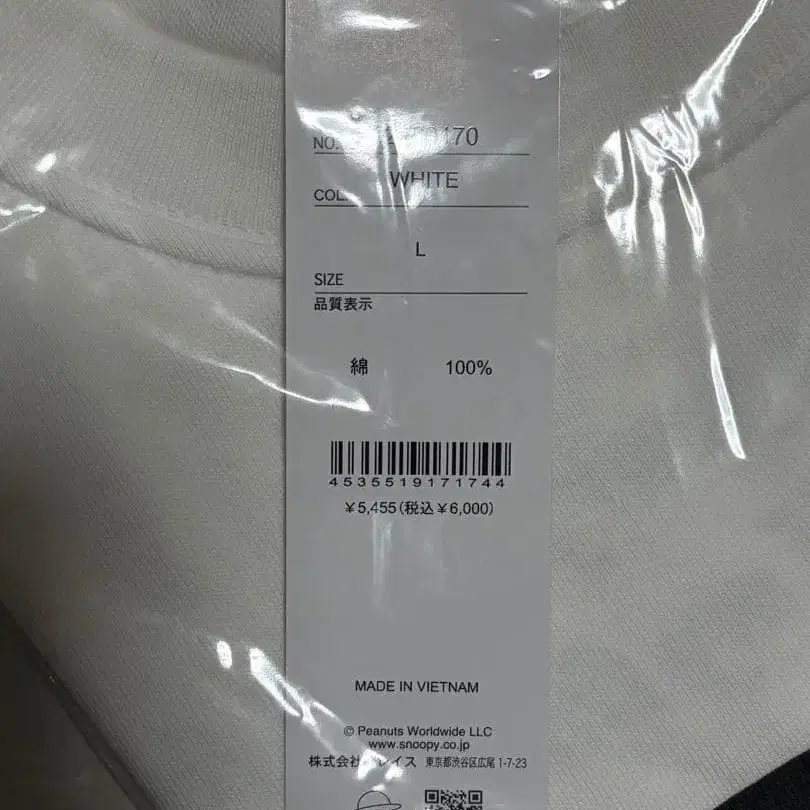 NO.
COL. WHITE
L
SIZE
品質表示
綿 100%
4535519171744
¥5,455(税込¥6,000)
MADE IN VIETNAM
© Peanuts Worldwide LLC
www.snoopy.co.jp
株式会社 東京都渋谷区広尾1-7-23